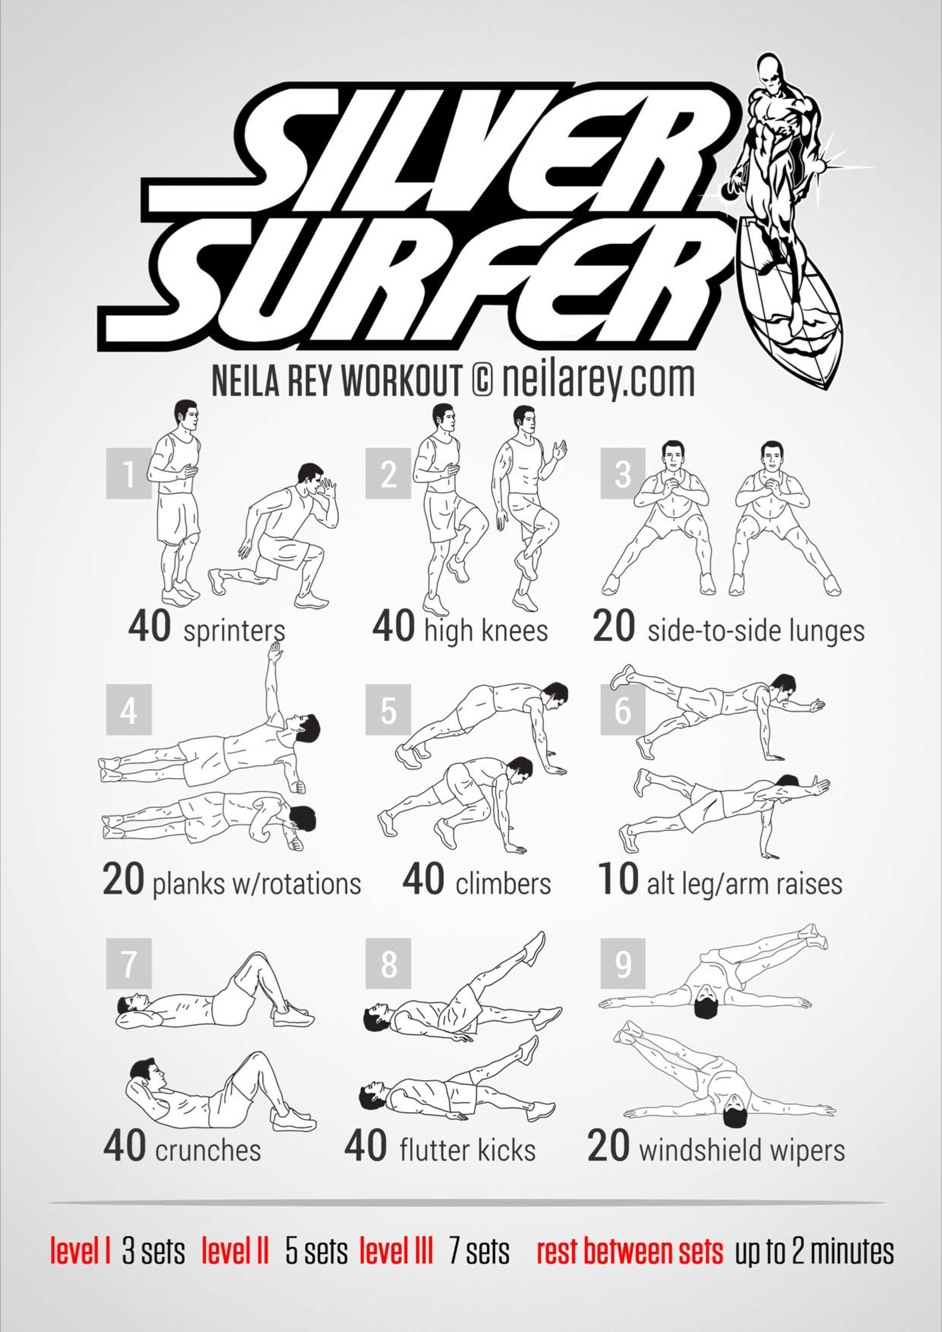 SILVER
SURFER
NEILA REY WORKOUT © neilarey.com
1
2
3
40 sprinters
40 high knees
20 side-to-side lunges
4
5
6
20 planks w/rotations
40 climbers
10 alt leg/arm raises
7
8
9
40 crunches
40 flutter kicks
20 windshield wipers
level I 3 sets level II 5 sets level III 7 sets rest between sets up to 2 minutes